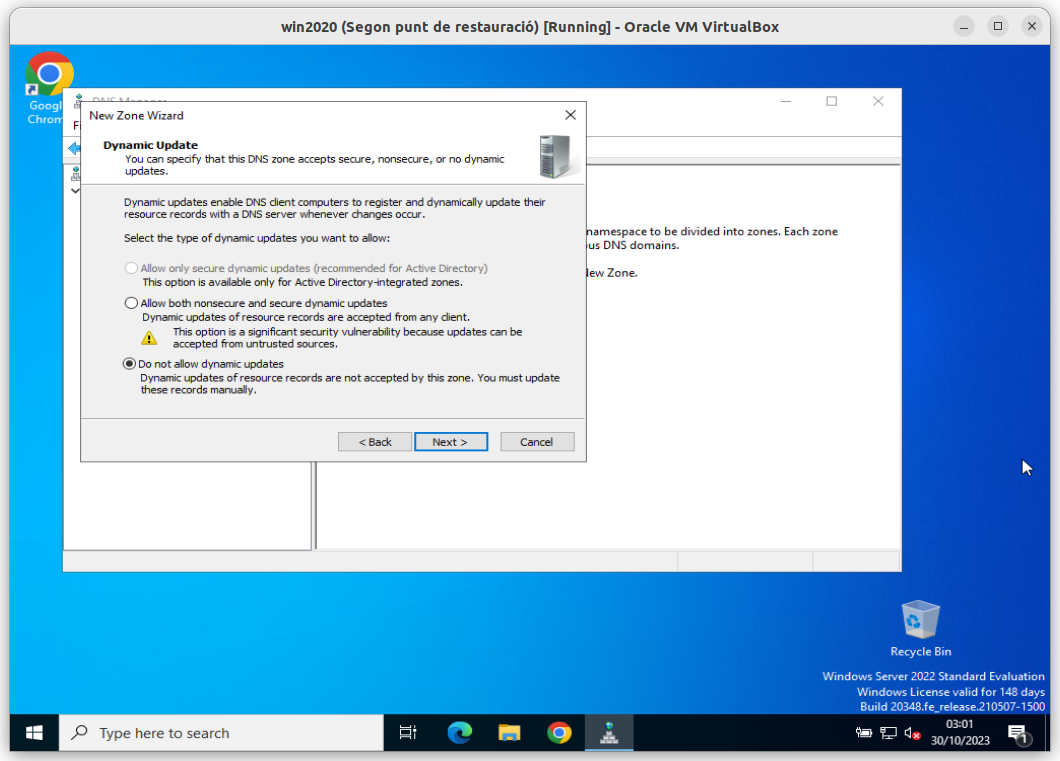 win2020 (Segon punt de restauració) [Running] - Oracle VM VirtualBox
Googl
Chrom
DNS Manager
New Zone Wizard
Dynamic Update
You can specify that this DNS zone accepts secure, nonsecure, or no dynamic
updates.
Dynamic updates enable DNS client computers to register and dynamically update their
resource records with a DNS server whenever changes occur.
Select the type of dynamic updates you want to allow:
Allow only secure dynamic updates (recommended for Active Directory)
This option is available only for Active Directory-integrated zones.
Allow both nonsecure and secure dynamic updates
Dynamic updates of resource records are accepted from any client.
This option is a significant security vulnerability because updates can be
accepted from untrusted sources.
Do not allow dynamic updates
Dynamic updates of resource records are not accepted by this zone. You must update
these records manually.
< Back
Next >
Cancel
namespace to be divided into zones. Each zone
us DNS domains.
New Zone.
Recycle Bin
Windows Server 2022 Standard Evaluation
Windows License valid for 148 days
Build 20348.fe_release.210507-1500
Type here to search
03:01
30/10/2023
1